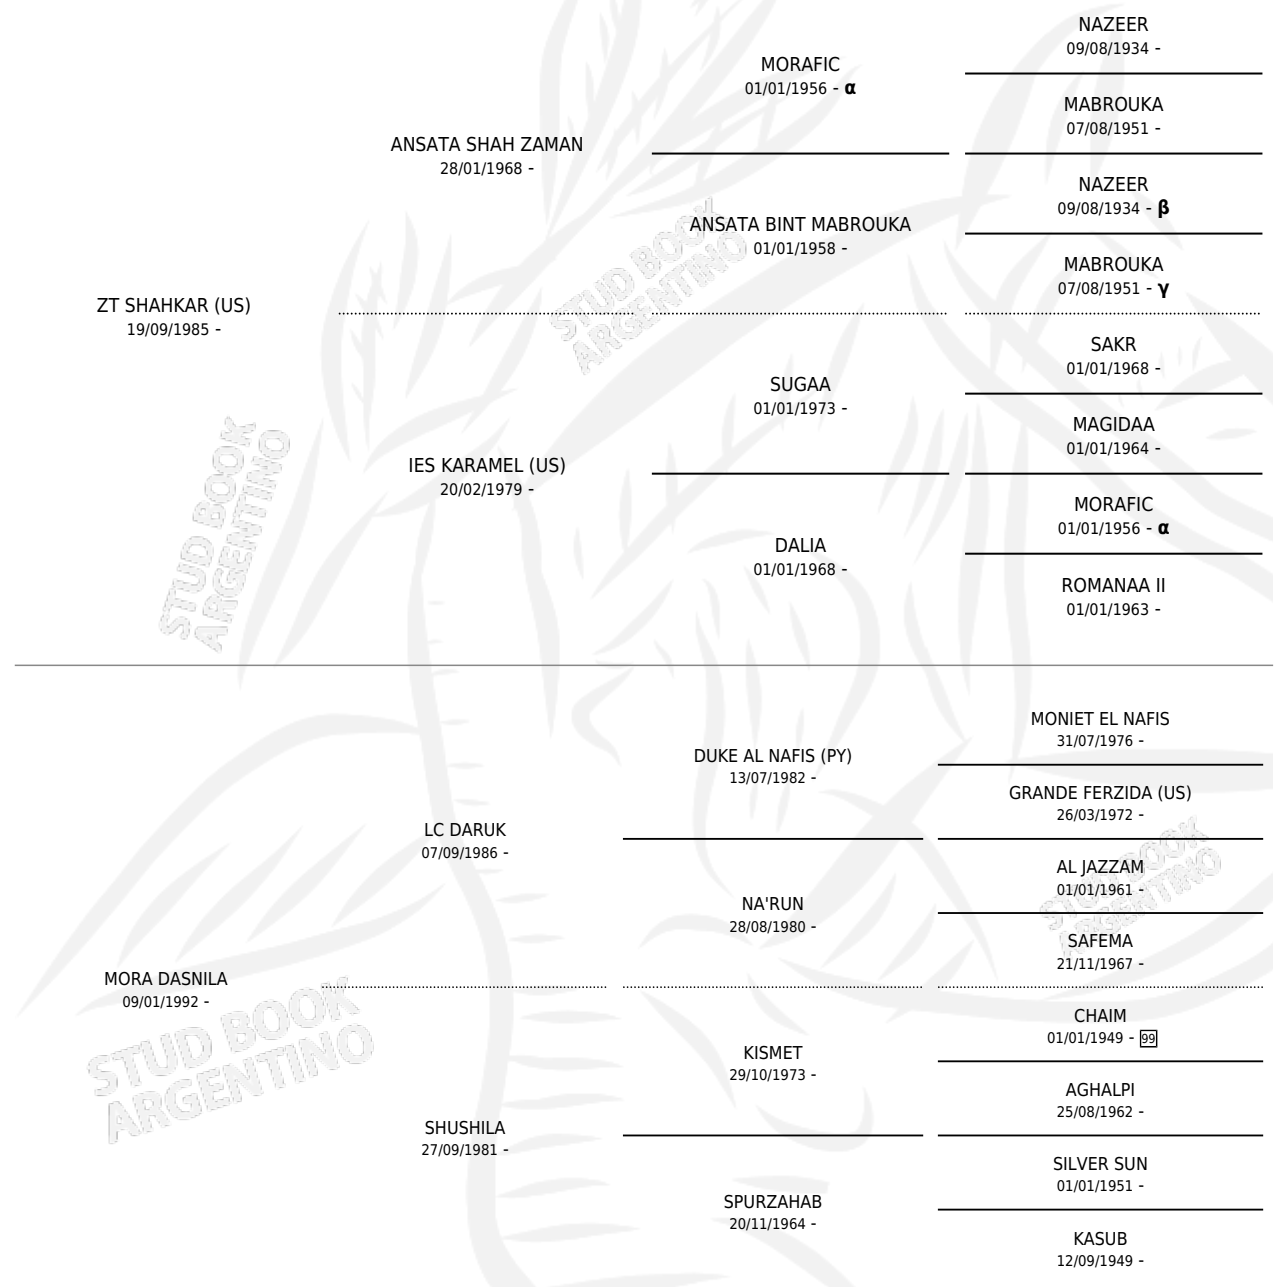 ZT SHAHKAR (US)
19/09/1985 -
ANSATA SHAH ZAMAN
28/01/1968 -
IES KARAMEL (US)
20/02/1979 -
MORAFIC
01/01/1956 - α
ANSATA BINT MABROUKA
01/01/1958 -
SUGAA
01/01/1973 -
DALIA
01/01/1968 -
NAZEER
09/08/1934 -
MABROUKA
07/08/1951 -
NAZEER
09/08/1934 - β
MABROUKA
07/08/1951 - γ
SAKR
01/01/1968 -
MAGIDAA
01/01/1964 -
MORAFIC
01/01/1956 - α
ROMANAA II
01/01/1963 -
MORA DASNILA
09/01/1992 -
LC DARUK
07/09/1986 -
SHUSHILA
27/09/1981 -
DUKE AL NAFIS (PY)
13/07/1982 -
NA'RUN
28/08/1980 -
KISMET
29/10/1973 -
SPURZAHAB
20/11/1964 -
MONIET EL NAFIS
31/07/1976 -
GRANDE FERZIDA (US)
26/03/1972 -
AL JAZZAM
01/01/1961 -
SAFEMA
21/11/1967 -
CHAIM
01/01/1949 - 99
AGHALPI
25/08/1962 -
SILVER SUN
01/01/1951 -
KASUB
12/09/1949 -
STUD BOOK
ARGENTINO
STUD BOOK
ARGENTINO
STUD BOOK
ARGENTINO
STUD BOOK
ARGENTINO